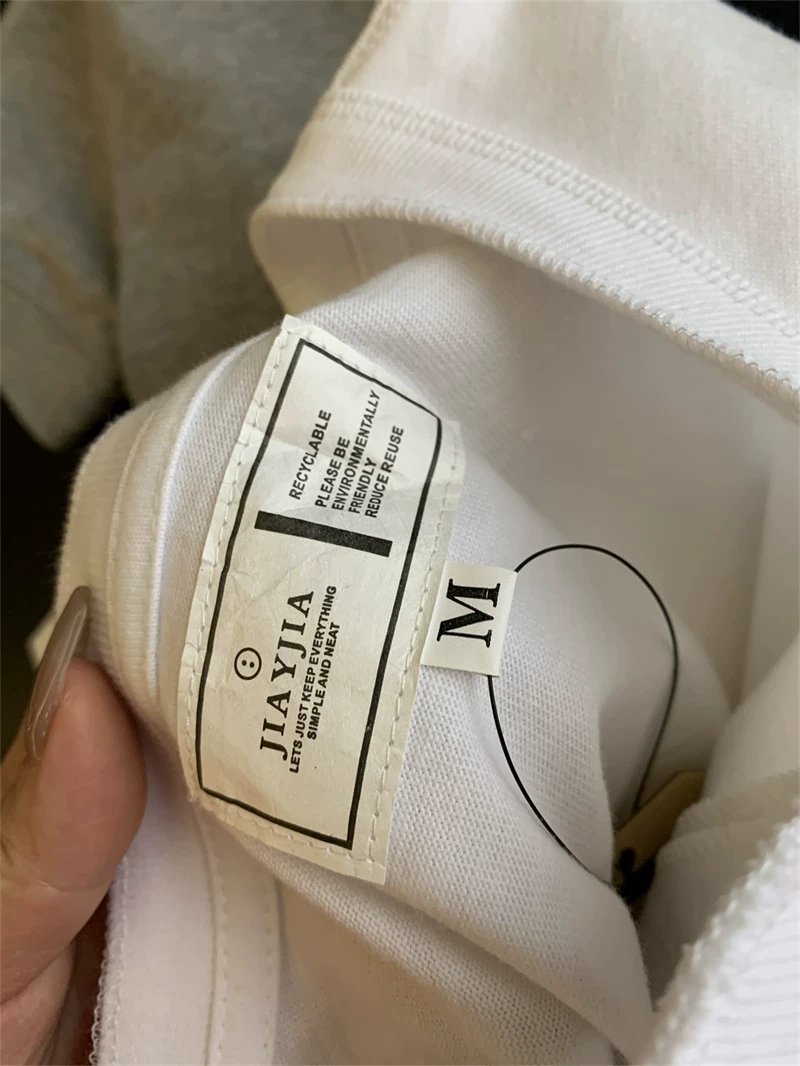 JIAYJIA
LETS JUST KEEP EVERYTHING
SIMPLE AND NEAT
RECYCLABLE
PLEASE BE
ENVIRONMENTALLY
FRIENDLY
REDUCE REUSE
M